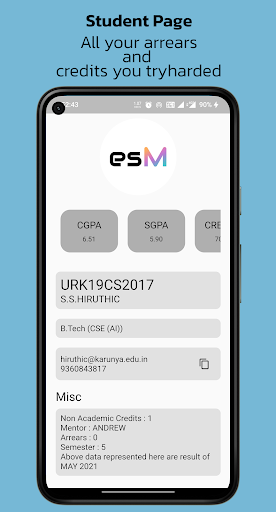 Student Page
All your arrears
and
credits you tryharded
2:43
90%
esM
CGPA
6.51
SGPA
5.90
CRE
70
URK19CS2017
S.S.HIRUTHIC
B.Tech (CSE (AI))
hiruthic@karunya.edu.in
9360843817
Misc
Non Academic Credits : 1
Mentor : ANDREW
Arrears : 0
Semester : 5
Above data represented here are result of
MAY 2021